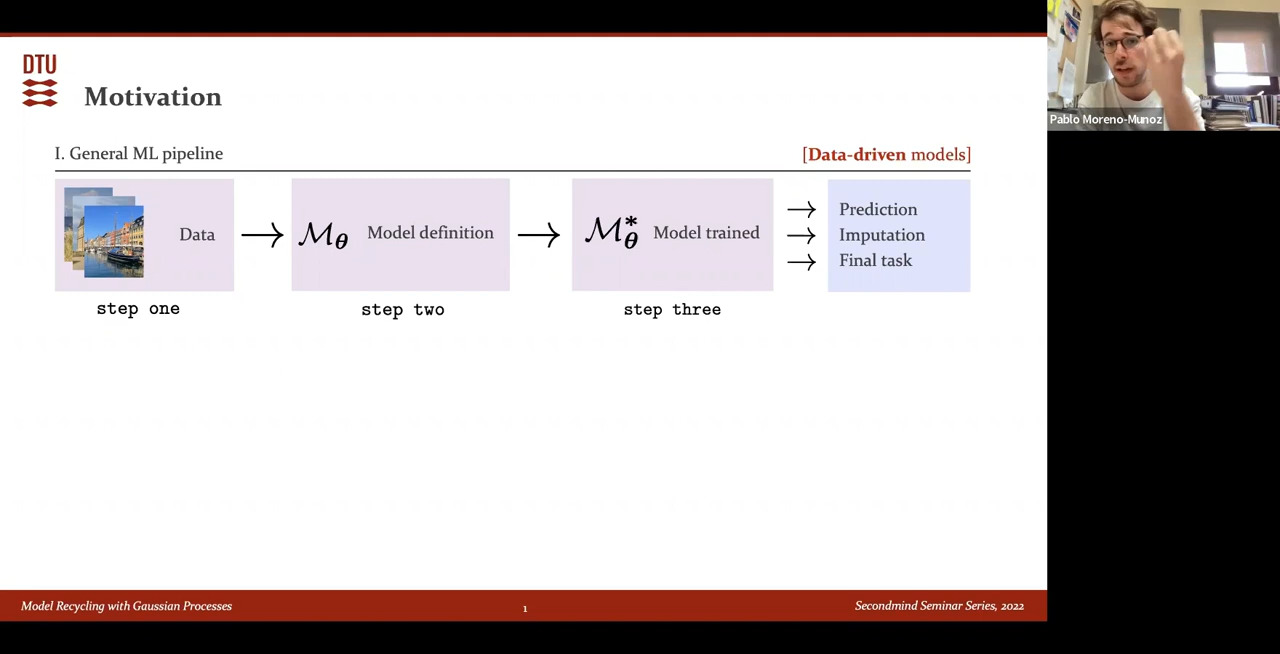 DTU
Motivation
I. General ML pipeline
[Data-driven models]
Data
ℳθ Model definition
ℳ*θ Model trained
Prediction
Imputation
Final task
step one
step two
step three
Model Recycling with Gaussian Processes
1
Secondmind Seminar Series, 2022
Pablo Moreno-Munoz